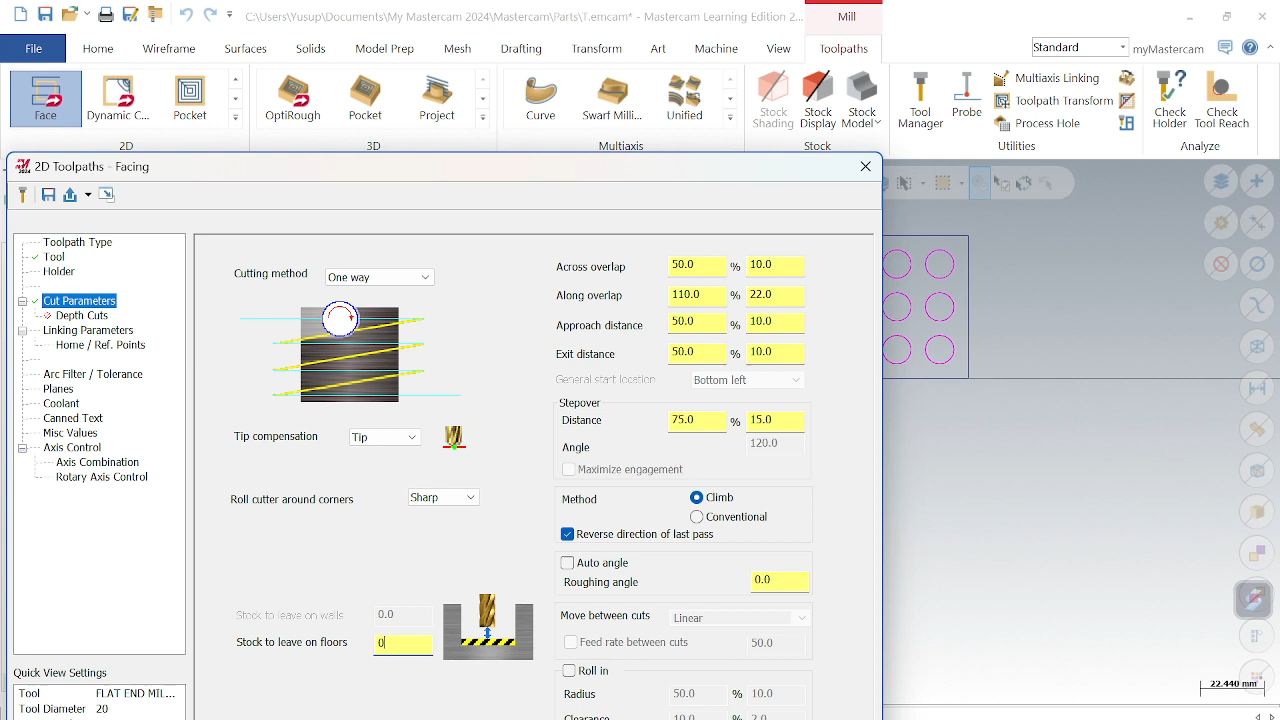 C:\Users\Yusup\Documents\My Mastercam 2024\Mastercam\Parts\T.emcam* - Mastercam Learning Edition 2...
Mill
File
Home
Wireframe
Surfaces
Solids
Model Prep
Mesh
Drafting
Transform
Art
Machine
View
Toolpaths
Standard
myMastercam
Face
Dynamic C...
Pocket
OptiRough
Pocket
Project
Curve
Swarf Milli...
Unified
Stock Shading
Stock Display
Stock Model
Tool Manager
Probe
Multiaxis Linking
Toolpath Transform
Process Hole
Check Holder
Check Tool Reach
2D
3D
Multiaxis
Stock
Utilities
Analyze
2D Toolpaths - Facing
Toolpath Type
Tool
Holder
Cut Parameters
Depth Cuts
Linking Parameters
Home / Ref. Points
Arc Filter / Tolerance
Planes
Coolant
Canned Text
Misc Values
Axis Control
Axis Combination
Rotary Axis Control
Quick View Settings
Tool FLAT END MIL...
Tool Diameter 20
Cutting method One way
Tip compensation Tip
Roll cutter around corners Sharp
Stock to leave on walls 0.0
Stock to leave on floors 0
Across overlap 50.0 % 10.0
Along overlap 110.0 % 22.0
Approach distance 50.0 % 10.0
Exit distance 50.0 % 10.0
General start location Bottom left
Stepover
Distance 75.0 % 15.0
Angle 120.0
Maximize engagement
Method Climb
Conventional
Reverse direction of last pass
Auto angle
Roughing angle 0.0
Move between cuts Linear
Feed rate between cuts 50.0
Roll in
Radius 50.0 % 10.0
Clearance 10.0 % 2.0
22.440 mm